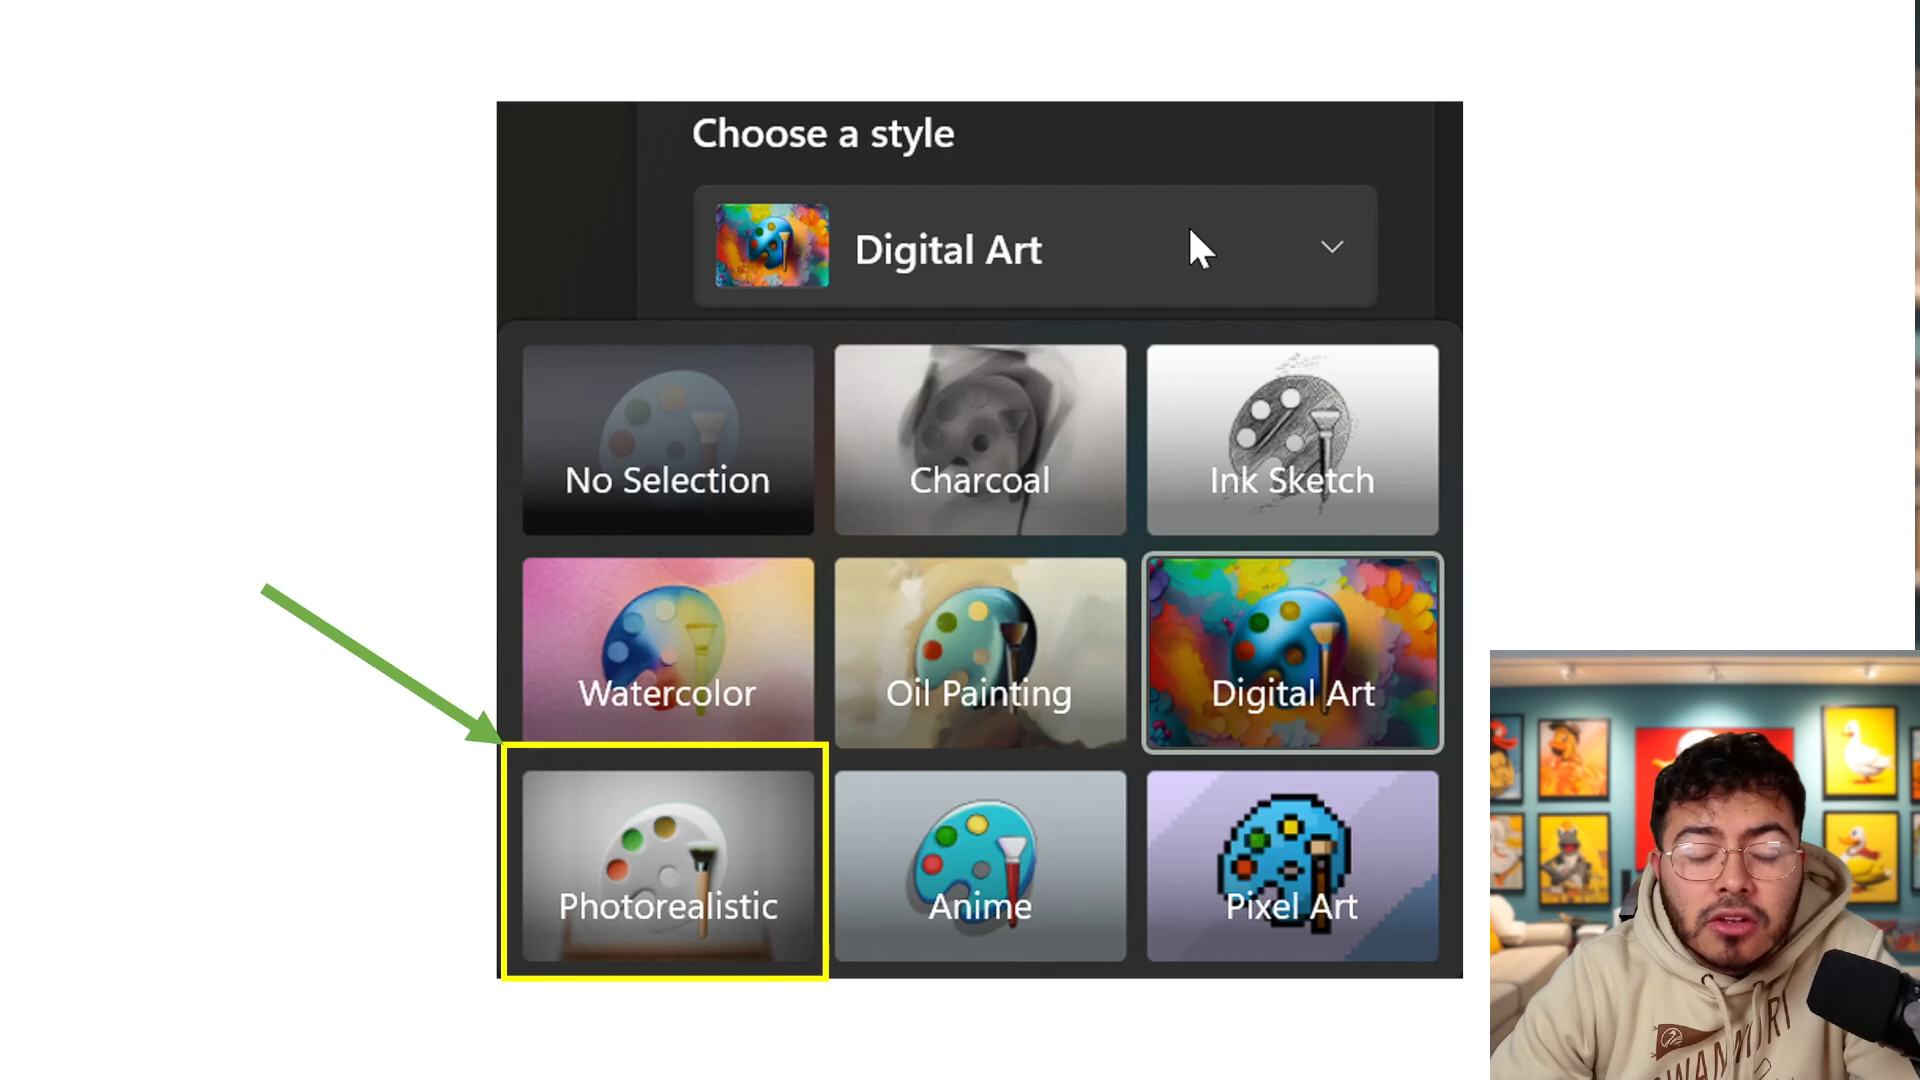 Choose a style
Digital Art
No Selection
Charcoal
Ink Sketch
Watercolor
Oil Painting
Digital Art
Photorealistic
Anime
Pixel Art